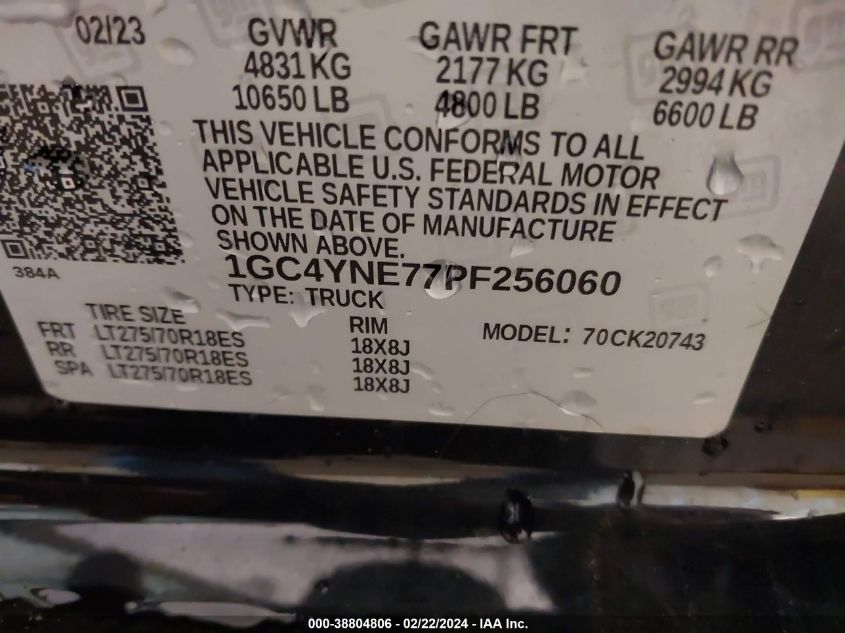 02/23 GVWR GAWR FRT GAWR RR
4831 KG 2177 KG 2994 KG
10650 LB 4800 LB 6600 LB
THIS VEHICLE CONFORMS TO ALL
APPLICABLE U.S. FEDERAL MOTOR
VEHICLE SAFETY STANDARDS IN EFFECT
ON THE DATE OF MANUFACTURE
SHOWN ABOVE.
384A
1GC4YNE77PF256060
TYPE: TRUCK
TIRE SIZE RIM MODEL: 70CK20743
FRT LT275/70R18ES 18X8J
RR LT275/70R18ES 18X8J
SPA LT275/70R18ES 18X8J
000-38804806 - 02/22/2024 - IAA Inc.